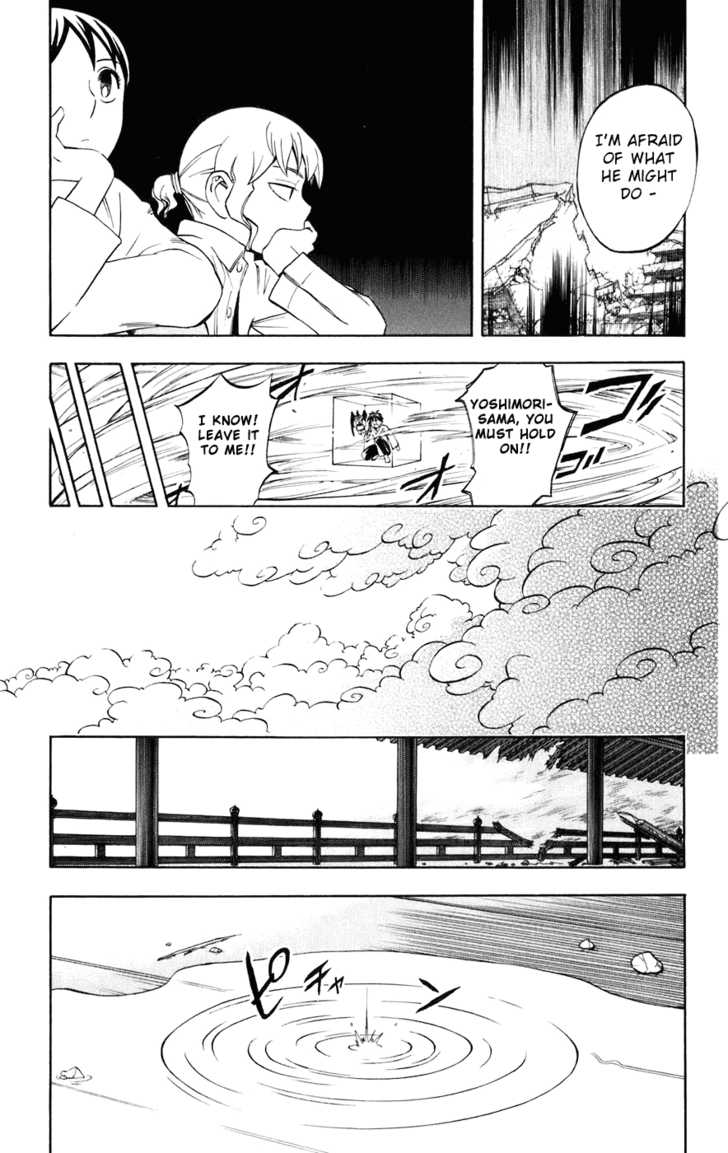 I'M AFRAID
OF WHAT
HE MIGHT
DO -
YOSHIMORI-
SAMA, YOU
MUST HOLD
ON!!
ゴ
オ
オ
I KNOW!
LEAVE IT
TO ME!!
ピチャン